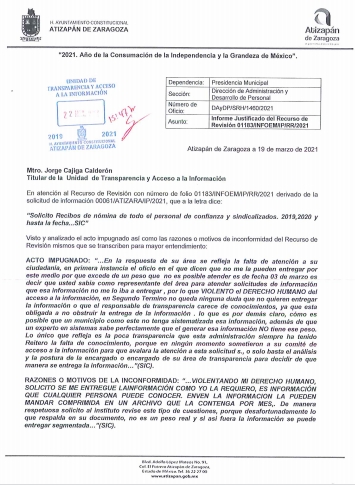 H. AYUNTAMIENTO CONSTITUCIONAL
ATIZAPÁN DE ZARAGOZA
Atizapán
de Zaragoza
"2021. Año de la Consumación de la Independencia y la Grandeza de México".
UNIDAD DE
TRANSPARENCIA Y ACCESO
A LA INFORMACIÓN
22
2019 2021
H. AYUNTAMIENTO CONSTITUCIONAL
ATIZAPÁN DE ZARAGOZA
Dependencia: Presidencia Municipal
Sección: Dirección de Administración y
Desarrollo de Personal
Número de
Oficio: DAyDP/SRH/1460/2021
Asunto: Informe Justificado del Recurso de
Revisión 01183/INFOEM/IP/RR/2021
Atizapán de Zaragoza a 19 de marzo de 2021
Mtro. Jorge Cajiga Calderón
Titular de la Unidad de Transparencia y Acceso a la Información
En atención al Recurso de Revisión con número de folio 01183/INFOEM/IP/RR/2021 derivado de la
solicitud de información 00061/ATIZARA/IP/2021, que a la letra dice:
"Solicito Recibos de nómina de todo el personal de confianza y sindicalizados. 2019,2020 y
hasta la fecha...SIC"
Visto y analizado el acto impugnado así como las razones o motivos de inconformidad del Recurso de
Revisión mismos que se transcriben para mayor entendimiento:
ACTO IMPUGNADO: "...En la respuesta de su área se refleja la falta de atención a su
ciudadanía, en primera instancia el oficio en el que dicen que no me la pueden entregar por
este medio por que excede de un peso que no es posible atender es de fecha 03 de marzo es
decir que usted sabía como representante del área para atender solicitudes de información
que esa información no me lo iba a entregar , por lo que VIOLENTO EL DERECHO HUMANO del
acceso a la información, en Segundo Termino no queda ninguna duda que no quieren entregar
la información o que el responsable de transparencia carece de conocimientos, ya que esta
obligada a no obstruir la entrega de la información . lo que es por demás claro, cómo es
posible que un municipio como este no tenga sistematizada esa información, además de que
un experto en sistemas sabe perfectamente que el generar esa información NO tiene ese peso.
Lo único que refleja es la poca transparencia que esta administración siempre ha tenido
Reitero la falta de conocimiento, porque en ningún momento sometieron a su comité de
acceso a la información para que avalara la atención a esta solicitud s., o solo basta el análisis
y la postura de la encargada o encargado de su área de transparencia para decidir de que
manera se entrega la información..."(SIC).
RAZONES O MOTIVOS DE LA INCONFORMIDAD: "...VIOLENTANDO MI DERECHO HUMANO,
SOLICITO SE ME ENTREGUE LAINFORMACIÓN COMO YO LA REQUIERO, ES INFORMACIÓN
QUE CUALQUIER PERSONA PUEDE CONOCER. ENVEN LA INFORMACION LA PUEDEN
MANDAR COMPRIMIDA EN UN ARCHIVO QUE LA CONTENGA POR MES,. De manera
respetuosa solicito al instituto revise este tipo de cuestiones, porque desafortunadamente lo
que respalda en su documento, no es un peso real y si así fuera la información se puede
entregar segmentada..."(SIC).
Blvd. Adolfo López Mateos No. 91,
Col. El Potrero Atizapán de Zaragoza,
Estado de México. Tel. 36 22 27 00
www.atizapan.gob.mx